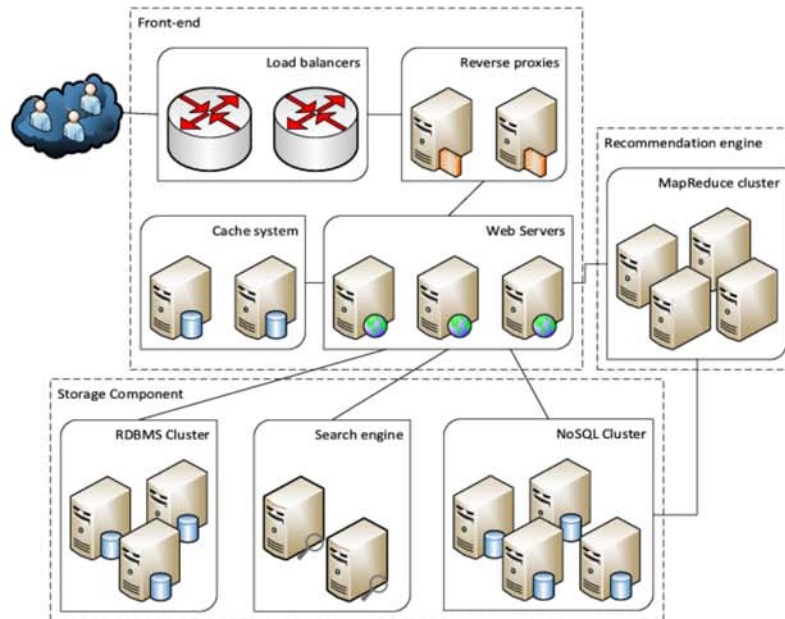 Front-end
Load balancers
Reverse proxies
Recommendation engine
MapReduce cluster
Cache system
Web Servers
Storage Component
RDBMS Cluster
Search engine
NoSQL Cluster